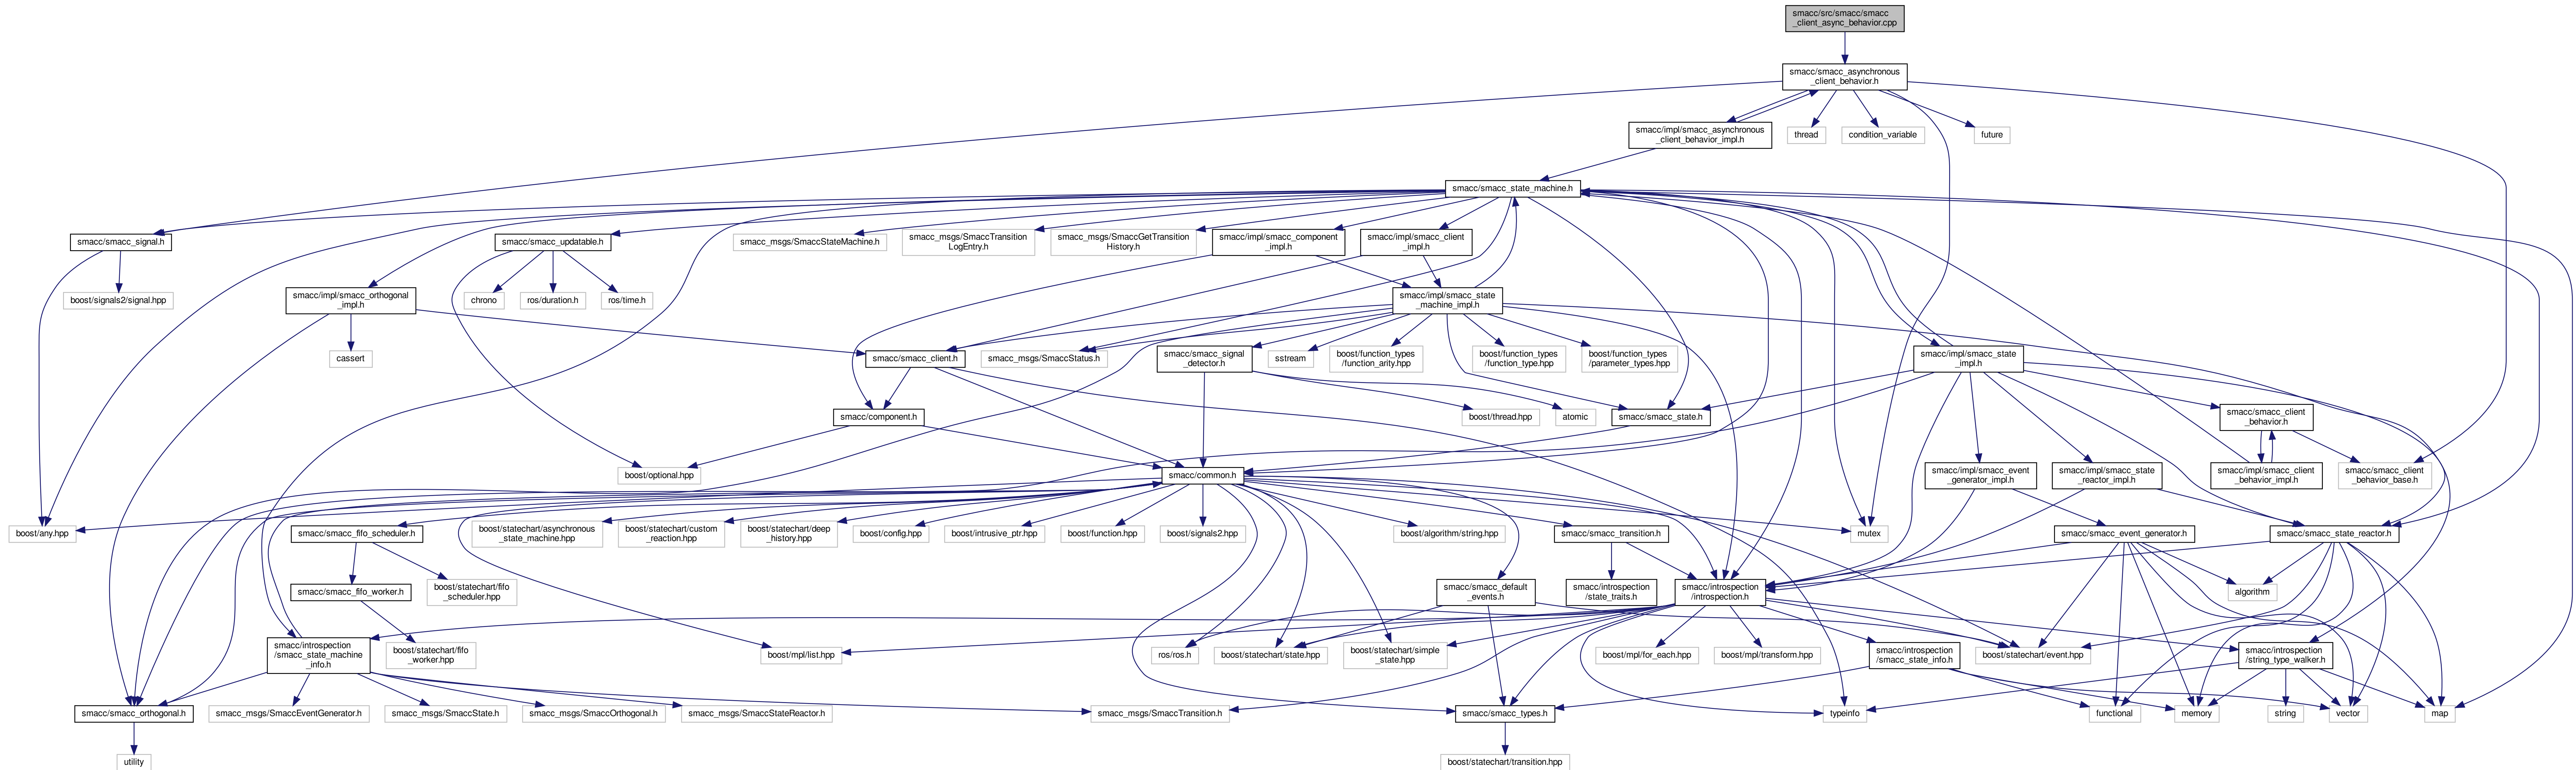 smacc/src/smacc/smacc
_client_async_behavior.cpp
smacc/smacc_asynchronous
_client_behavior.h
smacc/impl/smacc_asynchronous
_client_behavior_impl.h
thread
condition_variable
future
smacc/smacc_state_machine.h
smacc/smacc_signal.h
smacc/smacc_updatable.h
smacc_msgs/SmaccStateMachine.h
smacc_msgs/SmaccTransition
LogEntry.h
smacc_msgs/SmaccGetTransition
History.h
smacc/impl/smacc_component
_impl.h
smacc/impl/smacc_client
_impl.h
boost/signals2/signal.hpp
smacc/impl/smacc_orthogonal
_impl.h
chrono
ros/duration.h
ros/time.h
smacc/impl/smacc_state
_machine_impl.h
cassert
smacc/smacc_client.h
smacc_msgs/SmaccStatus.h
smacc/smacc_signal
_detector.h
sstream
boost/function_types
/function_arity.hpp
boost/function_types
/function_type.hpp
boost/function_types
/parameter_types.hpp
smacc/impl/smacc_state
_impl.h
smacc/component.h
boost/thread.hpp
atomic
smacc/smacc_state.h
smacc/smacc_client
_behavior.h
boost/optional.hpp
smacc/common.h
smacc/impl/smacc_event
_generator_impl.h
smacc/impl/smacc_state
_reactor_impl.h
smacc/impl/smacc_client
_behavior_impl.h
smacc/smacc_client
_behavior_base.h
boost/any.hpp
smacc/smacc_fifo_scheduler.h
boost/statechart/asynchronous
_state_machine.hpp
boost/statechart/custom
_reaction.hpp
boost/statechart/deep
_history.hpp
boost/config.hpp
boost/intrusive_ptr.hpp
boost/function.hpp
boost/signals2.hpp
boost/algorithm/string.hpp
smacc/smacc_transition.h
mutex
smacc/smacc_event_generator.h
smacc/smacc_state_reactor.h
smacc/smacc_fifo_worker.h
boost/statechart/fifo
_scheduler.hpp
smacc/smacc_default
_events.h
smacc/introspection
/state_traits.h
smacc/introspection
/introspection.h
algorithm
smacc/introspection
/smacc_state_machine
_info.h
boost/statechart/fifo
_worker.hpp
boost/mpl/list.hpp
ros/ros.h
boost/statechart/state.hpp
boost/statechart/simple
_state.hpp
boost/mpl/for_each.hpp
boost/mpl/transform.hpp
smacc/introspection
/smacc_state_info.h
boost/statechart/event.hpp
smacc/introspection
/string_type_walker.h
smacc/smacc_orthogonal.h
smacc_msgs/SmaccEventGenerator.h
smacc_msgs/SmaccState.h
smacc_msgs/SmaccOrthogonal.h
smacc_msgs/SmaccStateReactor.h
smacc_msgs/SmaccTransition.h
smacc/smacc_types.h
typeinfo
functional
memory
string
vector
map
utility
boost/statechart/transition.hpp